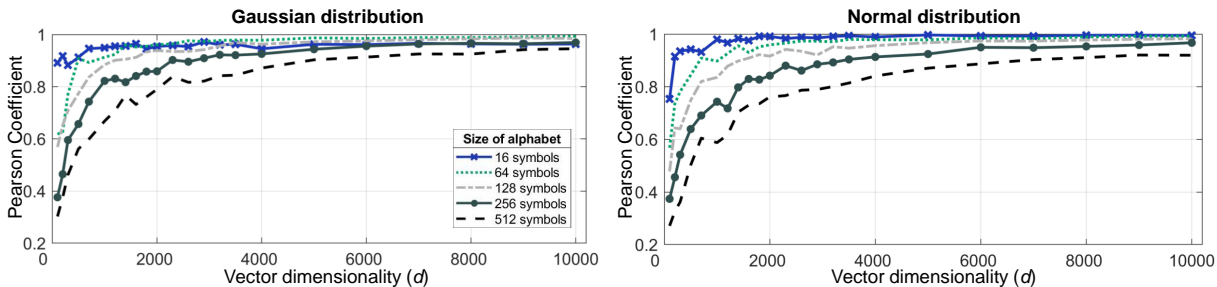 Gaussian distribution
Pearson Coefficient
1
0.8
0.6
0.4
0.2
0
2000
4000
6000
8000
10000
Vector dimensionality (d)
Size of alphabet
16 symbols
64 symbols
128 symbols
256 symbols
512 symbols
Normal distribution
Pearson Coefficient
1
0.8
0.6
0.4
0.2
0
2000
4000
6000
8000
10000
Vector dimensionality (d)